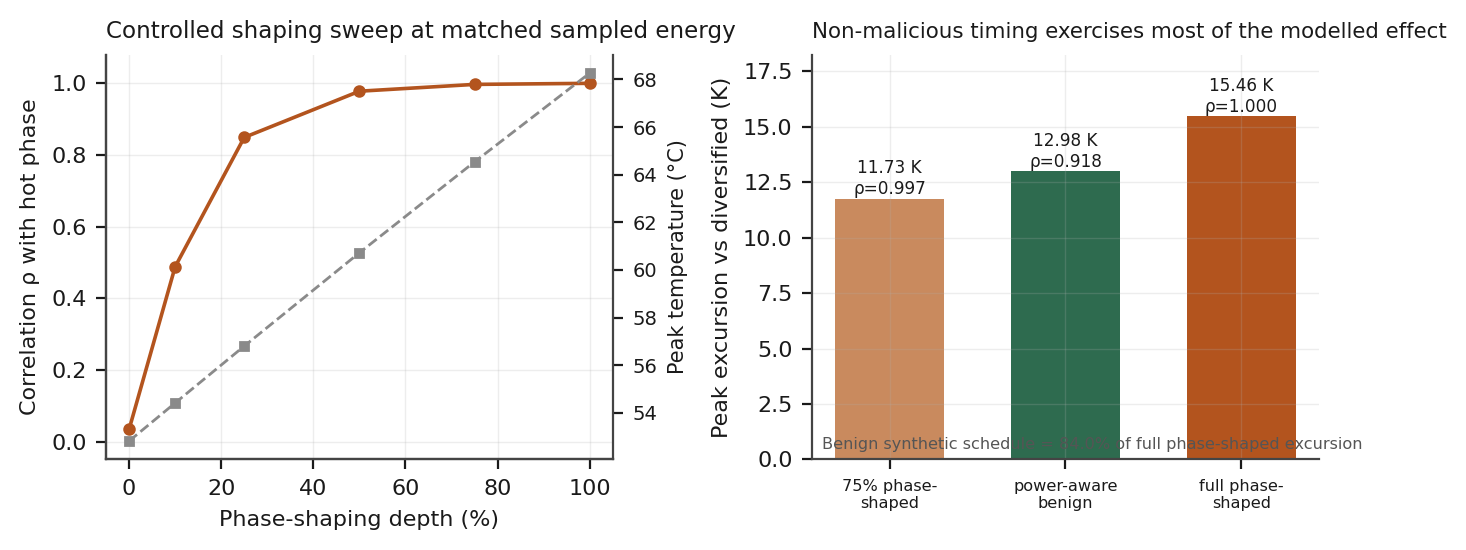 Controlled shaping sweep at matched sampled energy
Correlation ρ with hot phase
1.0
0.8
0.6
0.4
0.2
0.0
0
20
40
60
80
100
Phase-shaping depth (%)
68
66
64
62
60
58
56
54
Peak temperature (°C)
Non-malicious timing exercises most of the modelled effect
Peak excursion vs diversified (K)
17.5
15.0
12.5
10.0
7.5
5.0
2.5
0.0
11.73 K
ρ=0.997
12.98 K
ρ=0.918
15.46 K
ρ=1.000
Benign synthetic of full phase-shaped excursion
75% phase-
shaped
power-aware
benign
full phase-
shaped